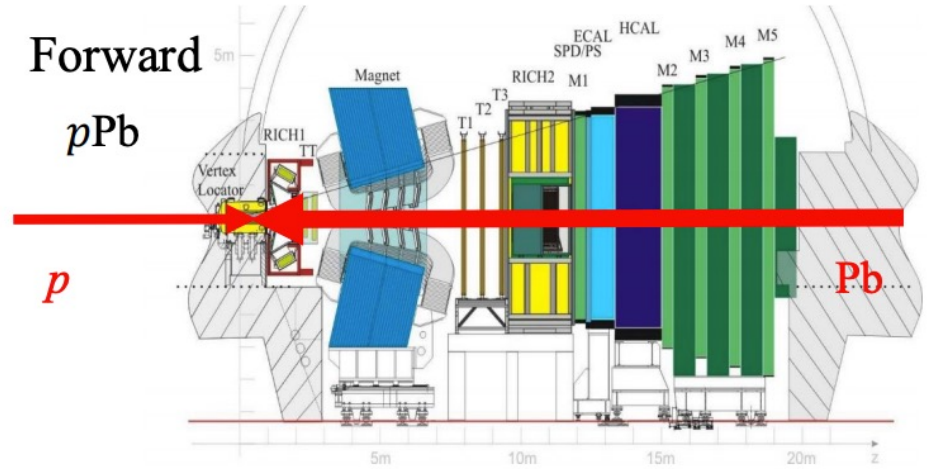 Forward
pPb
5m
Magnet
RICH1
TT
Vertex
Locator
T1
T2
T3
RICH2
SPD/PS
M1
ECAL
HCAL
M2
M3
M4
M5
p
Pb
5m
10m
15m
20m
z